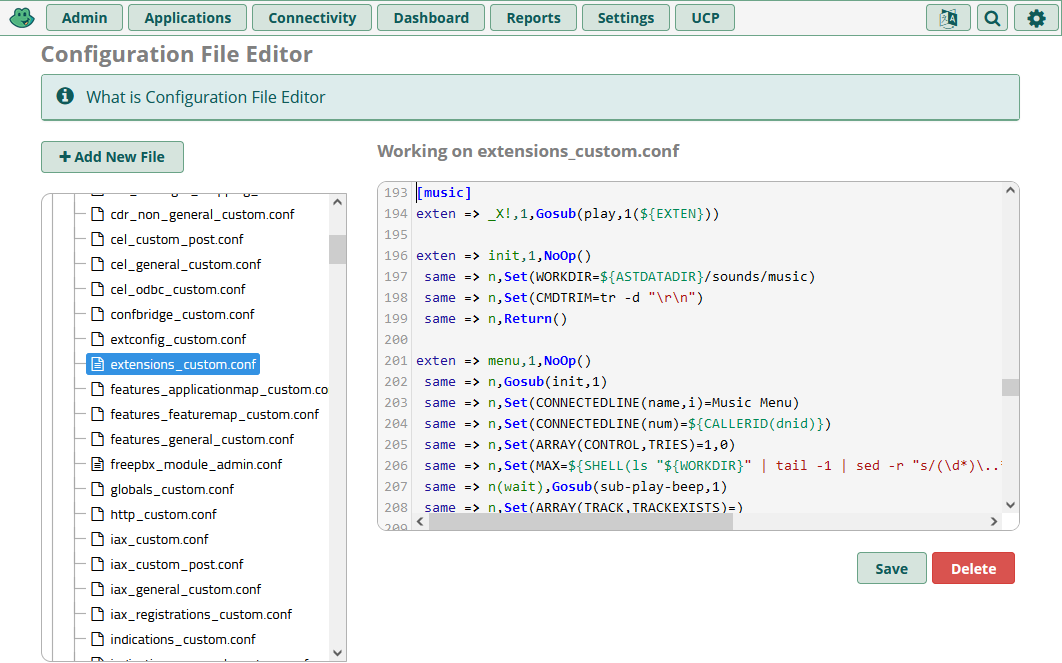 Admin Applications Connectivity Dashboard Reports Settings UCP
Configuration File Editor
What is Configuration File Editor
+ Add New File
cdr_non_general_custom.conf
cel_custom_post.conf
cel_general_custom.conf
cel_odbc_custom.conf
confbridge_custom.conf
extconfig_custom.conf
extensions_custom.conf
features_applicationmap_custom.co
features_featuremap_custom.conf
features_general_custom.conf
freepbx_module_admin.conf
globals_custom.conf
http_custom.conf
iax_custom.conf
iax_custom_post.conf
iax_general_custom.conf
iax_registrations_custom.conf
indications_custom.conf
Working on extensions_custom.conf
193 [music]
194 exten => _X!,1,Gosub(play,1(${EXTEN}))
195
196 exten => init,1,NoOp()
197 same => n,Set(WORKDIR=${ASTDATADIR}/sounds/music)
198 same => n,Set(CMDTRIM=tr -d "\r\n")
199 same => n,Return()
200
201 exten => menu,1,NoOp()
202 same => n,Gosub(init,1)
203 same => n,Set(CONNECTEDLINE(name,i)=Music Menu)
204 same => n,Set(CONNECTEDLINE(num)=${CALLERID(dnid)})
205 same => n,Set(ARRAY(CONTROL,TRIES)=1,0)
206 same => n,Set(MAX=${SHELL(ls "${WORKDIR}" | tail -1 | sed -r "s/(\d*)\..*
207 same => n(wait),Gosub(sub-play-beep,1)
208 same => n,Set(ARRAY(TRACK,TRACKEXISTS)=)
209
Save Delete